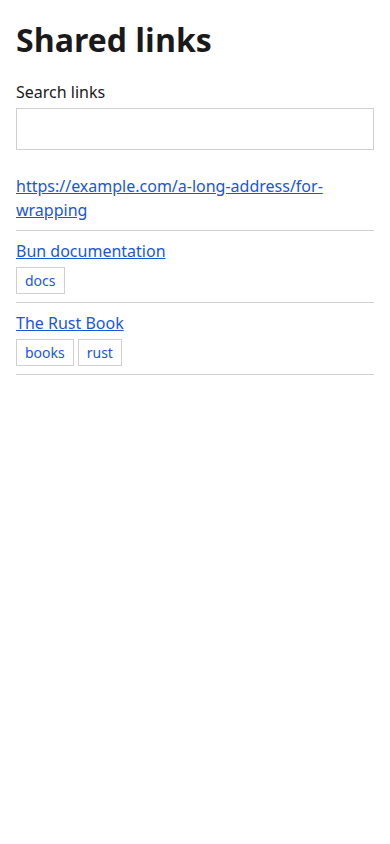 Shared links
Search links
https://example.com/a-long-address/for-
wrapping
Bun documentation
docs
The Rust Book
books rust